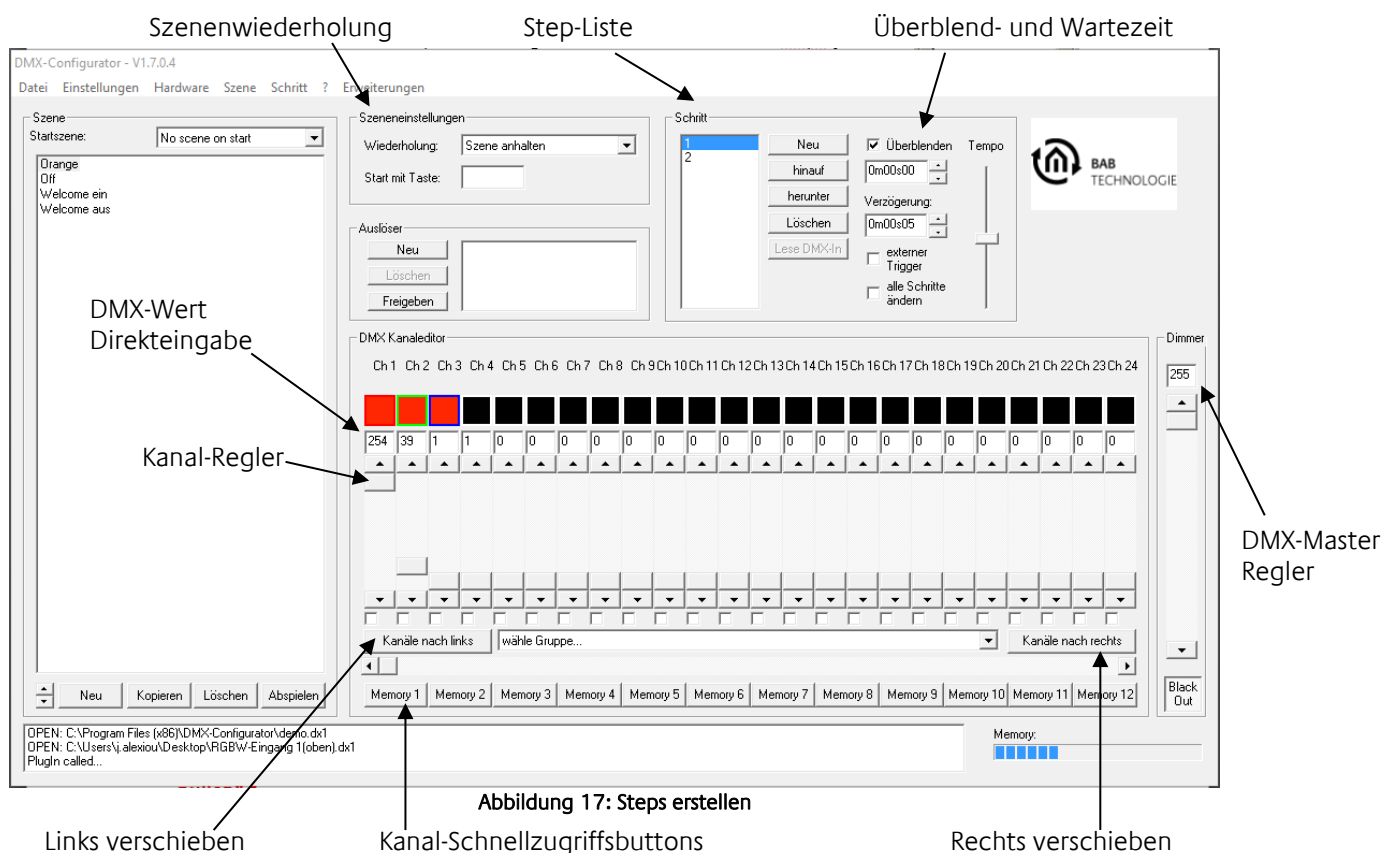 Szenenwiederholung Step-Liste Überblend- und Wartezeit
DMX-Configurator - V1.7.0.4
Datei Einstellungen Hardware Szene Schritt ? Erweiterungen
Szene
Startszene: No scene on start
Orange
Off
Welcome ein
Welcome aus
Szeneneinstellungen
Wiederholung: Szene anhalten
Start mit Taste:
Auslöser
Neu
Löschen
Freigeben
Schritt
1
2
Neu
hinauf
herunter
Löschen
Lese DMX-In
Überblenden
0m00s00
Verzögerung:
0m00s05
externer
Trigger
alle Schritte
ändern
Tempo
BAB
TECHNOLOGIE
DMX-Wert
Direkteingabe
Kanal-Regler
DMX Kanaleditor
Ch 1 Ch 2 Ch 3 Ch 4 Ch 5 Ch 6 Ch 7 Ch 8 Ch 9 Ch 10 Ch 11 Ch 12 Ch 13 Ch 14 Ch 15 Ch 16 Ch 17 Ch 18 Ch 19 Ch 20 Ch 21 Ch 22 Ch 23 Ch 24
254 39 1 1 0 0 0 0 0 0 0 0 0 0 0 0 0 0 0 0 0 0 0 0
Kanäle nach links wähle Gruppe... Kanäle nach rechts
Memory 1 Memory 2 Memory 3 Memory 4 Memory 5 Memory 6 Memory 7 Memory 8 Memory 9 Memory 10 Memory 11 Memory 12
Dimmer
255
Black
Out
DMX-Master
Regler
Neu Kopieren Löschen Abspielen
OPEN: C:\Program Files (x86)\DMX-Configurator\demo.dx1
OPEN: C:\Users\j.alexiou\Desktop\RGBW-Eingang 1(oben).dx1
PlugIn called...
Memory:
Abbildung 17: Steps erstellen
Links verschieben Kanal-Schnellzugriffsbuttons Rechts verschieben